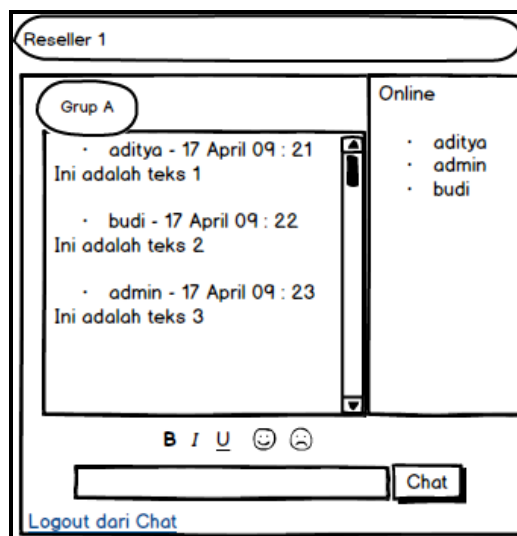 Reseller 1
Grup A
· aditya - 17 April 09 : 21
Ini adalah teks 1
· budi - 17 April 09 : 22
Ini adalah teks 2
· admin - 17 April 09 : 23
Ini adalah teks 3
Online
· aditya
· admin
· budi
B I U
Chat
Logout dari Chat